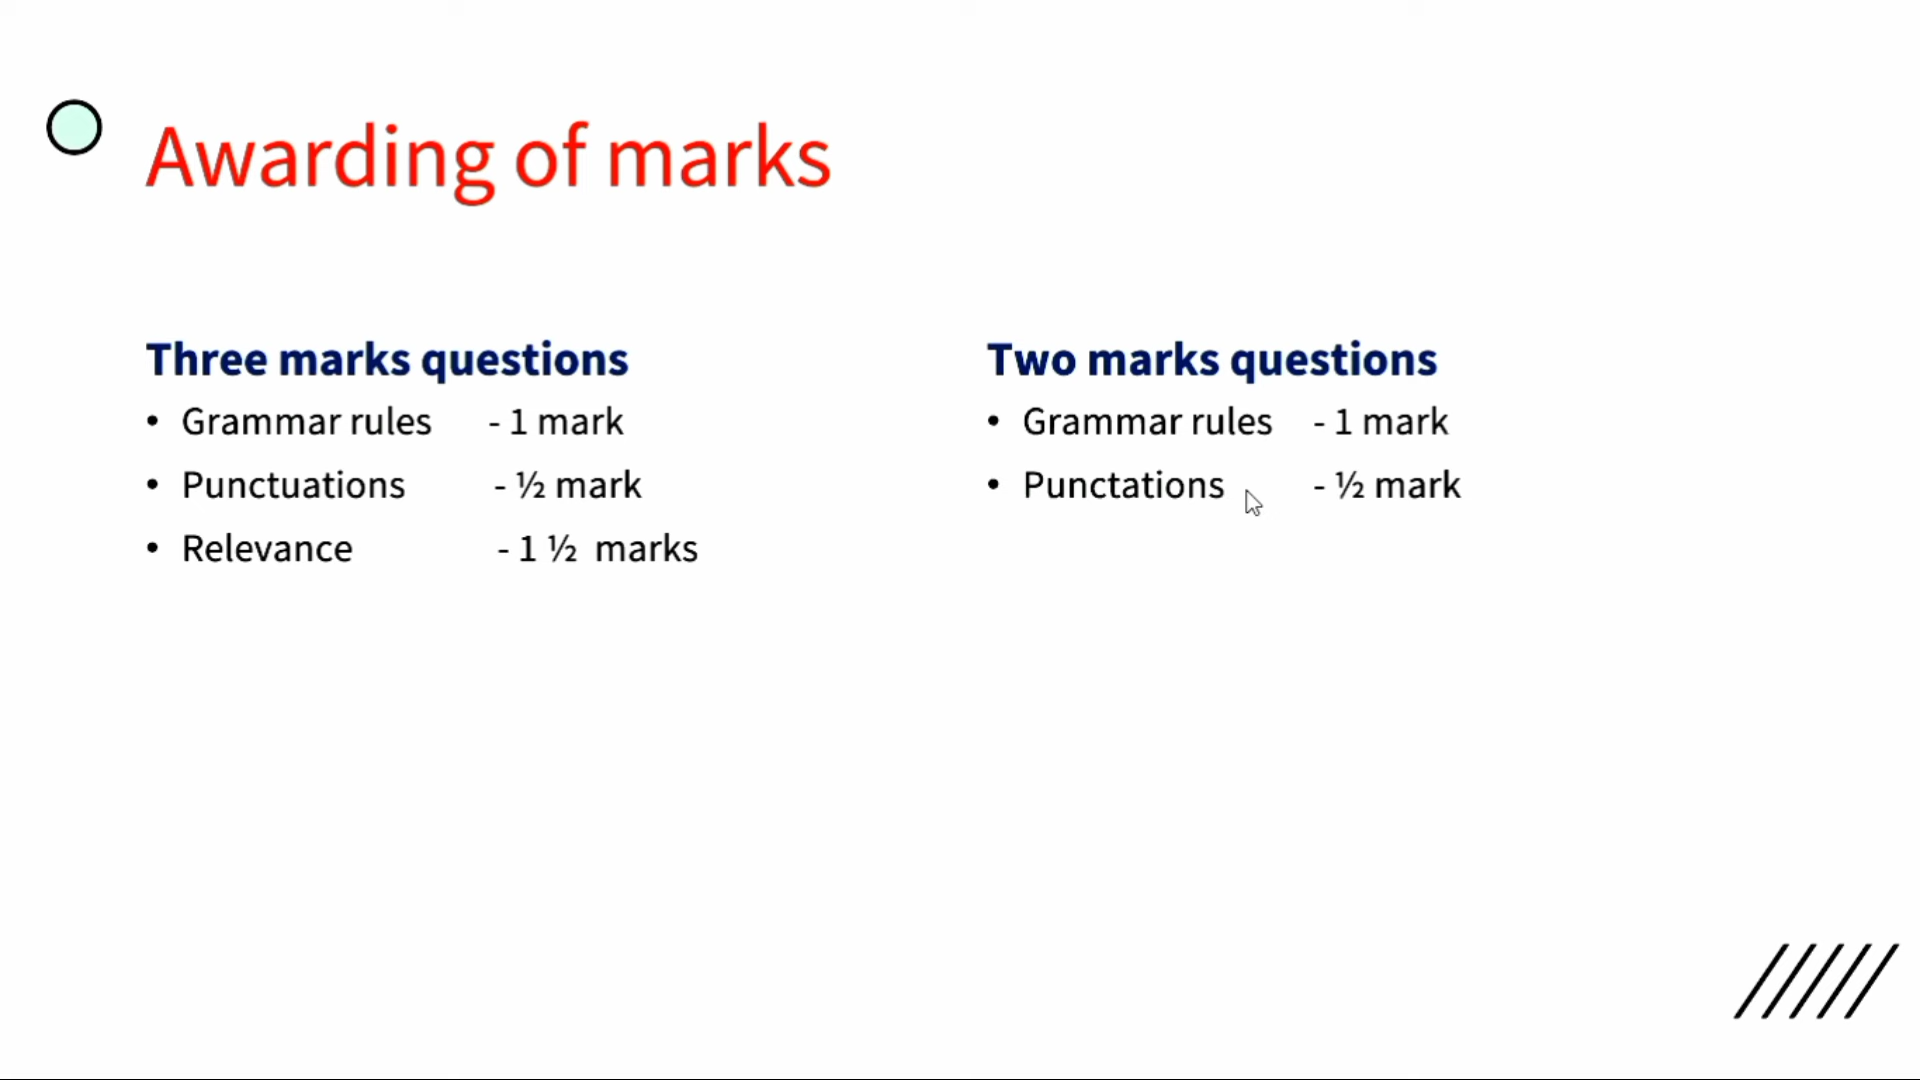 Awarding of marks
Three marks questions
• Grammar rules - 1 mark
• Punctuations - ½ mark
• Relevance - 1 ½ marks
Two marks questions
• Grammar rules - 1 mark
• Punctations - ½ mark